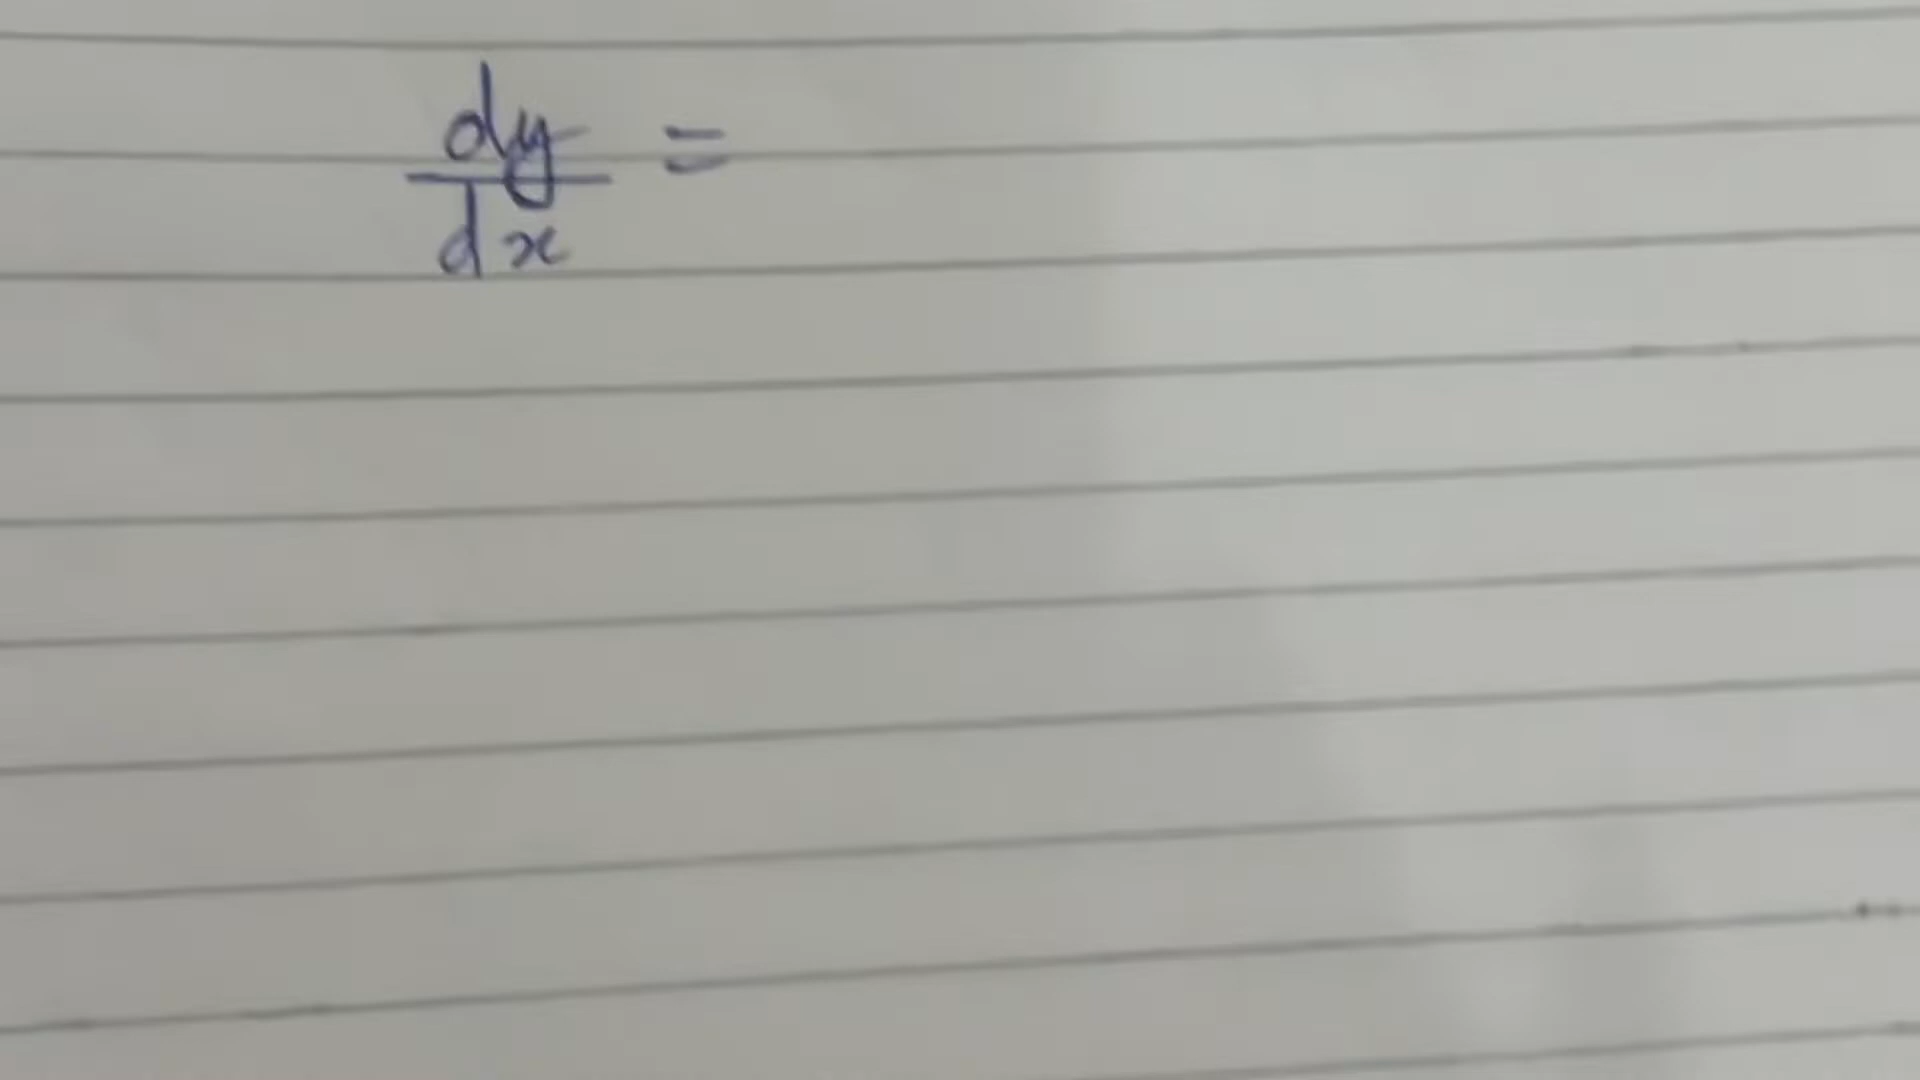 dy/dx =